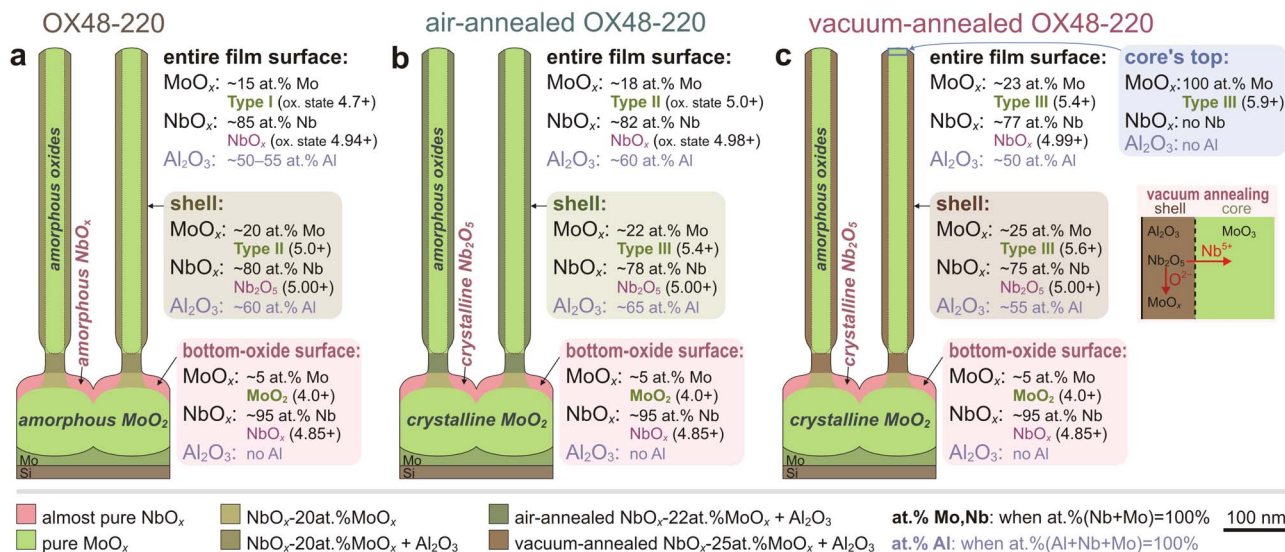 OX48-220
a
entire film surface:
MoOₓ: ~15 at.% Mo
Type I (ox. state 4.7+)
NbOₓ: ~85 at.% Nb
NbOₓ (ox. state 4.94+)
Al₂O₃: ~50–55 at.% Al
shell:
MoOₓ: ~20 at.% Mo
Type II (5.0+)
NbOₓ: ~80 at.% Nb
Nb₂O₅ (5.00+)
Al₂O₃: ~60 at.% Al
bottom-oxide surface:
MoOₓ: ~5 at.% Mo
MoO₂ (4.0+)
NbOₓ: ~95 at.% Nb
NbOₓ (4.85+)
Al₂O₃: no Al
amorphous oxides
amorphous NbOₓ
amorphous MoO₂
Mo
Si
air-annealed OX48-220
b
entire film surface:
MoOₓ: ~18 at.% Mo
Type II (ox. state 5.0+)
NbOₓ: ~82 at.% Nb
NbOₓ (ox. state 4.98+)
Al₂O₃: ~60 at.% Al
shell:
MoOₓ: ~22 at.% Mo
Type III (5.4+)
NbOₓ: ~78 at.% Nb
Nb₂O₅ (5.00+)
Al₂O₃: ~65 at.% Al
bottom-oxide surface:
MoOₓ: ~5 at.% Mo
MoO₂ (4.0+)
NbOₓ: ~95 at.% Nb
NbOₓ (4.85+)
Al₂O₃: no Al
amorphous oxides
crystalline Nb₂O₅
crystalline MoO₂
Mo
Si
vacuum-annealed OX48-220
c
entire film surface:
MoOₓ: ~23 at.% Mo
Type III (5.4+)
NbOₓ: ~77 at.% Nb
NbOₓ (4.99+)
Al₂O₃: ~50 at.% Al
core's top:
MoOₓ: 100 at.% Mo
Type III (5.9+)
NbOₓ: no Nb
Al₂O₃: no Al
shell:
MoOₓ: ~25 at.% Mo
Type III (5.6+)
NbOₓ: ~75 at.% Nb
Nb₂O₅ (5.00+)
Al₂O₃: ~55 at.% Al
bottom-oxide surface:
MoOₓ: ~5 at.% Mo
MoO₂ (4.0+)
NbOₓ: ~95 at.% Nb
NbOₓ (4.85+)
Al₂O₃: no Al
amorphous oxides
crystalline Nb₂O₅
crystalline MoO₂
Mo
Si
vacuum annealing
shell core
Al₂O₃ MoO₃
Nb₂O₅ Nb⁵⁺
O²⁻
MoOₓ
almost pure NbOₓ
pure MoOₓ
NbOₓ-20at.%MoOₓ
NbOₓ-20at.%MoOₓ + Al₂O₃
air-annealed NbOₓ-22at.%MoOₓ + Al₂O₃
vacuum-annealed NbOₓ-25at.%MoOₓ + Al₂O₃
at.% Mo,Nb: when at.%(Nb+Mo)=100%
at.% Al: when at.%(Al+Nb+Mo)=100%
100 nm